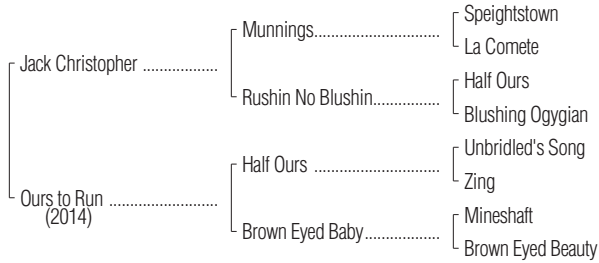 Speightstown
Munnings
La Comete
Jack Christopher
Half Ours
Rushin No Blushin
Blushing Ogygian
Unbridled's Song
Half Ours
Zing
Ours to Run
(2014)
Mineshaft
Brown Eyed Baby
Brown Eyed Beauty